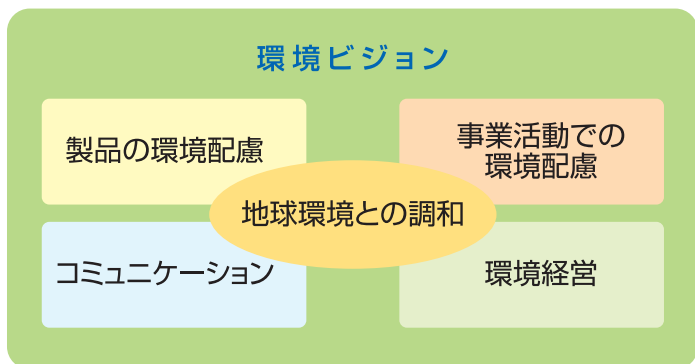 環境ビジョン
製品の環境配慮
事業活動での
環境配慮
地球環境との調和
コミュニケーション
環境経営